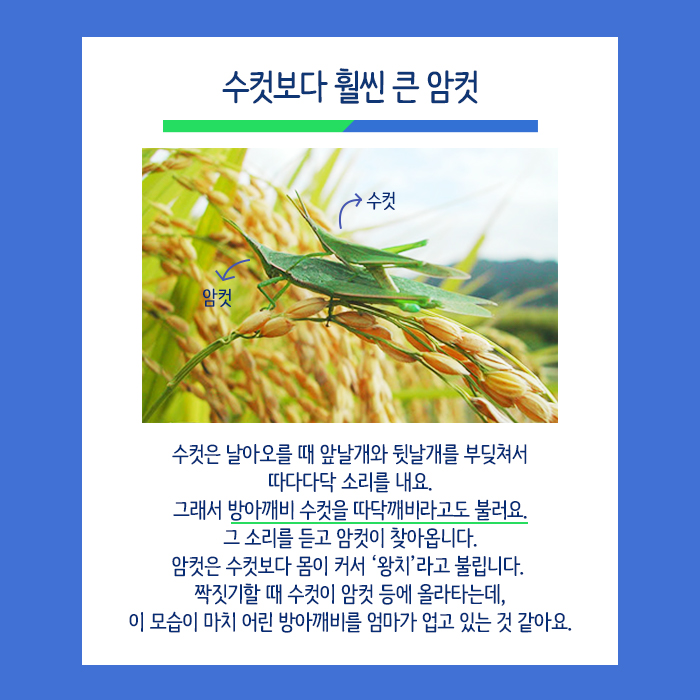 수컷보다 훨씬 큰 암컷
수컷
암컷
수컷은 날아오를 때 앞날개와 뒷날개를 부딪쳐서
따다다닥 소리를 내요.
그래서 방아깨비 수컷을 따닥깨비라고도 불러요.
그 소리를 듣고 암컷이 찾아옵니다.
암컷은 수컷보다 몸이 커서 ‘왕치’라고 불립니다.
짝짓기할 때 수컷이 암컷 등에 올라타는데,
이 모습이 마치 어린 방아깨비를 엄마가 업고 있는 것 같아요.